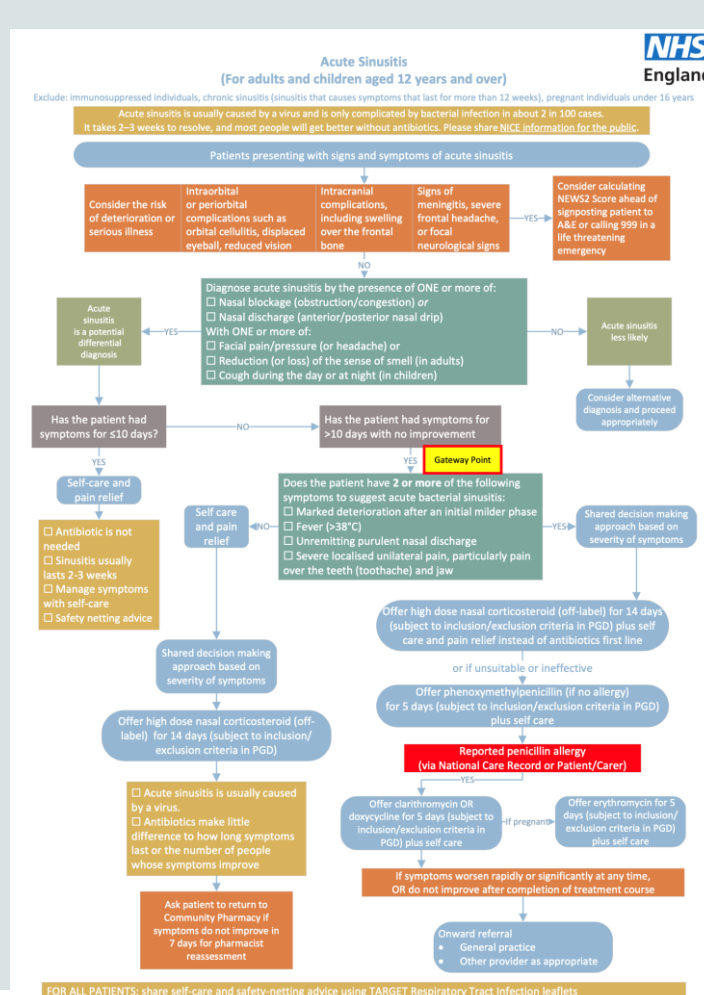 NHS
England
Acute Sinusitis
(For adults and children aged 12 years and over)
Exclude: immunosuppressed individuals, chronic sinusitis (sinusitis that causes symptoms that last for more than 12 weeks), pregnant individuals under 16 years
Acute sinusitis is usually caused by a virus and is only complicated by bacterial infection in about 2 in 100 cases.
It takes 2–3 weeks to resolve, and most people will get better without antibiotics. Please share NICE information for the public.
Patients presenting with signs and symptoms of acute sinusitis
Consider the risk
of deterioration or
serious illness
Intraorbital
or periorbital
complications such as
orbital cellulitis, displaced
eyeball, reduced vision
Intracranial
complications,
including swelling
over the frontal
bone
Signs of
meningitis, severe
frontal headache,
or focal
neurological signs
YES
Consider calculating
NEWS2 Score ahead of
signposting patient to
A&E or calling 999 in a
life threatening
emergency
NO
Diagnose acute sinusitis by the presence of ONE or more of:
☐ Nasal blockage (obstruction/congestion) or
☐ Nasal discharge (anterior/posterior nasal drip)
With ONE or more of:
☐ Facial pain/pressure (or headache) or
☐ Reduction (or loss) of the sense of smell (in adults)
☐ Cough during the day or at night (in children)
YES
Acute
sinusitis
is a potential
differential
diagnosis
NO
Acute sinusitis
less likely
Consider alternative
diagnosis and proceed
appropriately
Has the patient had
symptoms for ≤10 days?
NO
Has the patient had symptoms for
>10 days with no improvement
YES
Self-care and
pain relief
☐ Antibiotic is not
needed
☐ Sinusitis usually
lasts 2-3 weeks
☐ Manage symptoms
with self-care
☐ Safety netting advice
YES
Gateway Point
Does the patient have 2 or more of the following
symptoms to suggest acute bacterial sinusitis:
☐ Marked deterioration after an initial milder phase
☐ Fever (>38°C)
☐ Unremitting purulent nasal discharge
☐ Severe localised unilateral pain, particularly pain
over the teeth (toothache) and jaw
NO
Self care
and pain
relief
Shared decision making
approach based on
severity of symptoms
Offer high dose nasal corticosteroid (off-
label) for 14 days (subject to inclusion/
exclusion criteria in PGD)
☐ Acute sinusitis is usually caused
by a virus.
☐ Antibiotics make little
difference to how long symptoms
last or the number of people
whose symptoms improve
Ask patient to return to
Community Pharmacy if
symptoms do not improve in
7 days for pharmacist
reassessment
YES
Shared decision making
approach based on
severity of symptoms
Offer high dose nasal corticosteroid (off-label) for 14 days
(subject to inclusion/exclusion criteria in PGD) plus self
care and pain relief instead of antibiotics first line
or if unsuitable or ineffective
Offer phenoxymethylpenicillin (if no allergy)
for 5 days (subject to inclusion/exclusion criteria in PGD)
plus self care
Reported penicillin allergy
(via National Care Record or Patient/Carer)
YES
Offer clarithromycin OR
doxycycline for 5 days (subject to
inclusion/exclusion criteria in
PGD) plus self care
if pregnant
Offer erythromycin for 5
days (subject to inclusion/
exclusion criteria in PGD)
plus self care
If symptoms worsen rapidly or significantly at any time,
OR do not improve after completion of treatment course
Onward referral
• General practice
• Other provider as appropriate
FOR ALL PATIENTS: share self-care and safety-netting advice using TARGET Respiratory Tract Infection leaflets